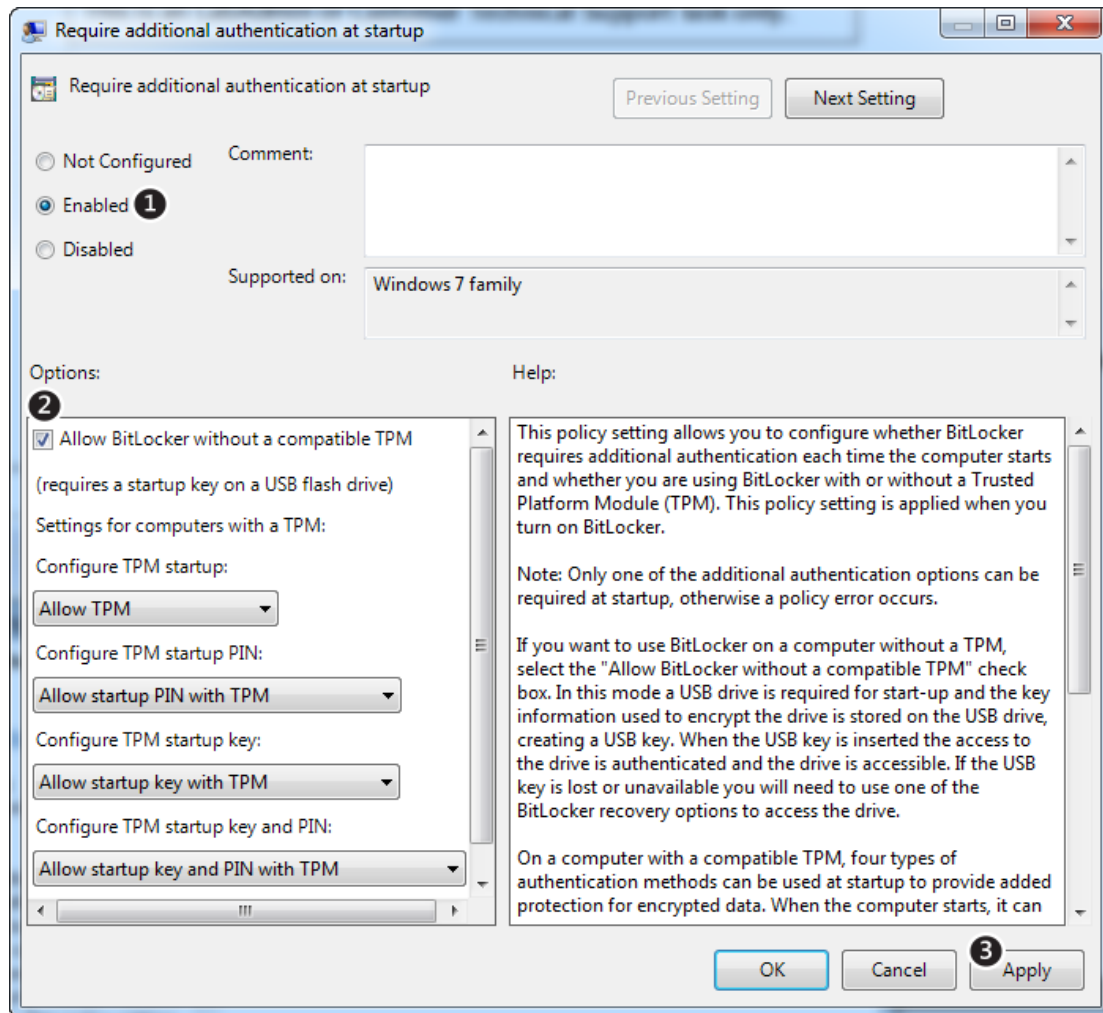 Require additional authentication at startup
Require additional authentication at startup
Previous Setting
Next Setting
Not Configured
Comment:
Enabled 1
Disabled
Supported on:
Windows 7 family
Options:
Help:
2
Allow BitLocker without a compatible TPM
(requires a startup key on a USB flash drive)
Settings for computers with a TPM:
Configure TPM startup:
Allow TPM
Configure TPM startup PIN:
Allow startup PIN with TPM
Configure TPM startup key:
Allow startup key with TPM
Configure TPM startup key and PIN:
Allow startup key and PIN with TPM
This policy setting allows you to configure whether BitLocker
requires additional authentication each time the computer starts
and whether you are using BitLocker with or without a Trusted
Platform Module (TPM). This policy setting is applied when you
turn on BitLocker.
Note: Only one of the additional authentication options can be
required at startup, otherwise a policy error occurs.
If you want to use BitLocker on a computer without a TPM,
select the "Allow BitLocker without a compatible TPM" check
box. In this mode a USB drive is required for start-up and the key
information used to encrypt the drive is stored on the USB drive,
creating a USB key. When the USB key is inserted the access to
the drive is authenticated and the drive is accessible. If the USB
key is lost or unavailable you will need to use one of the
BitLocker recovery options to access the drive.
On a computer with a compatible TPM, four types of
authentication methods can be used at startup to provide added
protection for encrypted data. When the computer starts, it can
OK
Cancel
3
Apply